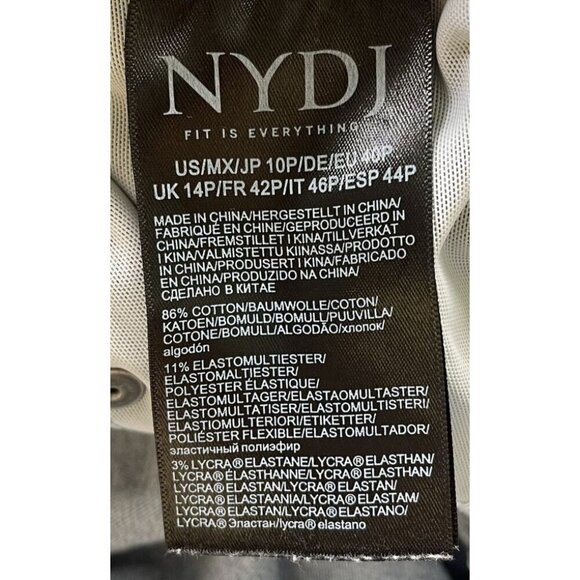 NYDJ
FIT IS EVERYTHING
US/MX/JP 10P/DE/EU 40P
UK 14P/FR 42P/IT 46P/ESP 44P
MADE IN CHINA/HERGESTELLT IN CHINA/
FABRIQUÉ EN CHINE/GEPRODUCEERD IN
CHINA/FREMSTILLET I KINA/TILLVERKAT
I KINA/VALMISTETTU KIINASSA/PRODOTTO
IN CHINA/PRODUSERT I KINA/FABRICADO
EN CHINA/PRODUZIDO NA CHINA/
СДЕЛАНО В КИТАЕ
86% COTTON/BAUMWOLLE/COTON/
KATOEN/BOMULD/BOMULL/PUUVILLA/
COTONE/BOMULL/ALGODÃO/хлопок/
algodón
11% ELASTOMULTIESTER/
ELASTOMALTIESTER/
POLYESTER ÉLASTIQUE/
ELASTOMULTAGER/ELASTAOMULTASTER/
ELASTOMULTATISER/ELASTOMULTISTERI/
ELASTIOMULTERIORI/ETIKETTER/
POLIÉSTER FLEXIBLE/ELASTOMULTADOR/
эластичный полиэфир
3% LYCRA® ELASTANE/LYCRA® ELASTHAN/
LYCRA® ÉLASTHANNE/LYCRA® ELASTHAN/
LYCRA® ELASTAN/LYCRA® ELASTAN/
LYCRA® ELASTAANIA/LYCRA® ELASTAM/
LYCRA® ELASTAN/LYCRA® ELASTANO/
LYCRA® Эластан/lycra® elastano